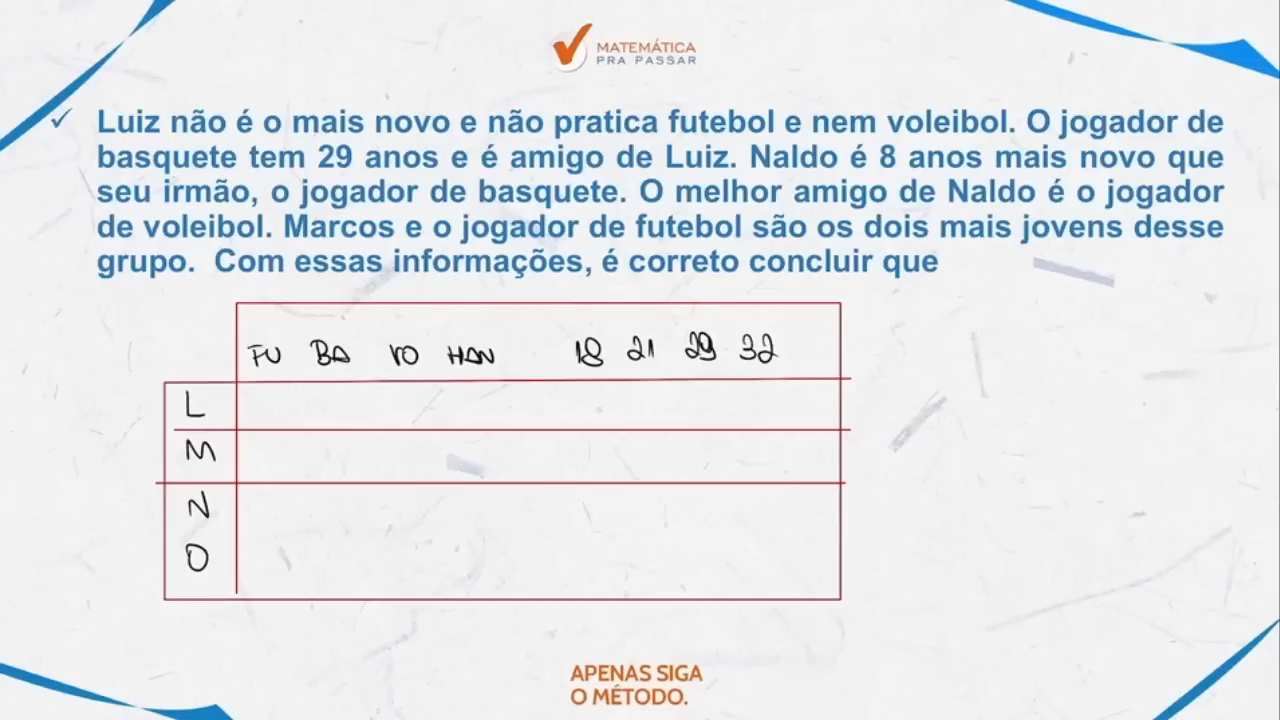 MATEMÁTICA
PRA PASSAR
✓ Luiz não é o mais novo e não pratica futebol e nem voleibol. O jogador de
basquete tem 29 anos e é amigo de Luiz. Naldo é 8 anos mais novo que
seu irmão, o jogador de basquete. O melhor amigo de Naldo é o jogador
de voleibol. Marcos e o jogador de futebol são os dois mais jovens desse
grupo. Com essas informações, é correto concluir que
FU BA VO HAN 18 21 29 32
L
M
N
O
APENAS SIGA
O MÉTODO.